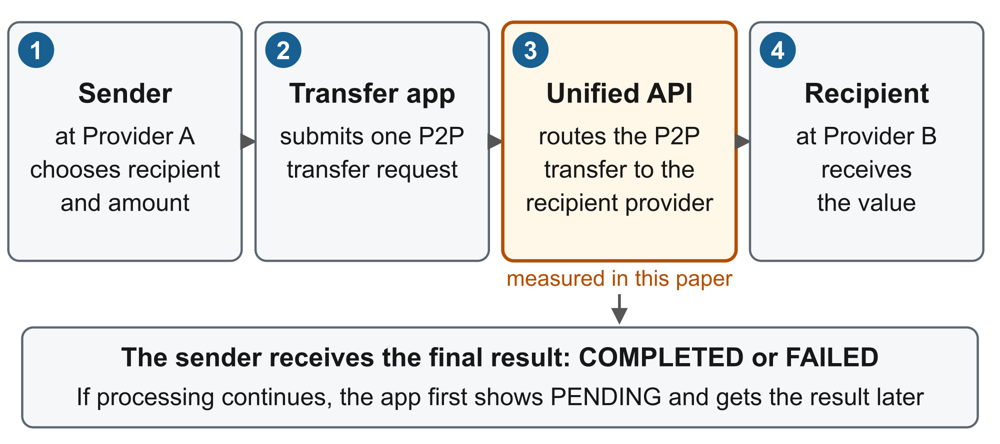 1
Sender
at Provider A
chooses recipient
and amount
2
Transfer app
submits one P2P
transfer request
3
Unified API
routes the P2P
transfer to the
recipient provider
4
Recipient
at Provider B
receives
the value
measured in this paper
The sender receives the final result: COMPLETED or FAILED
If processing continues, the app first shows PENDING and gets the result later